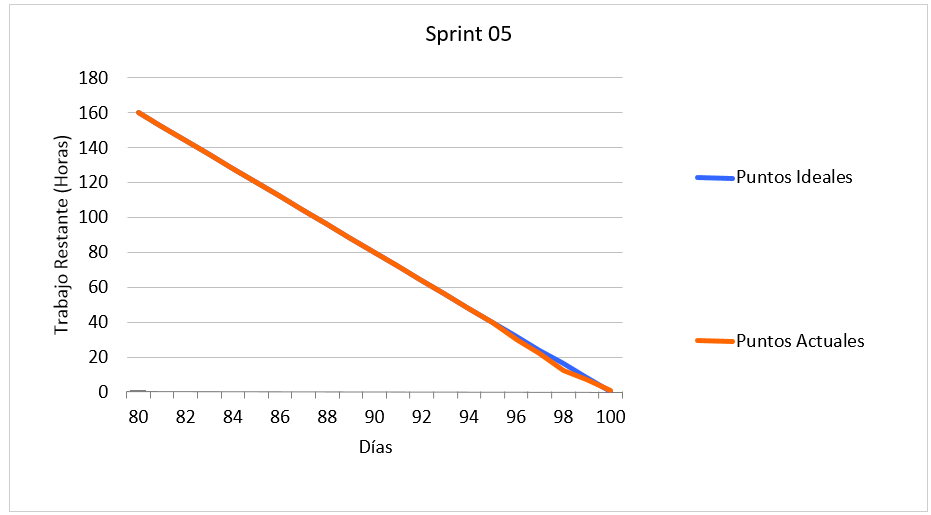 Sprint 05
180
160
140
120
100
80
60
40
20
0
Trabajo Restante (Horas)
80 82 84 86 88 90 92 94 96 98 100
Días
Puntos Ideales
Puntos Actuales